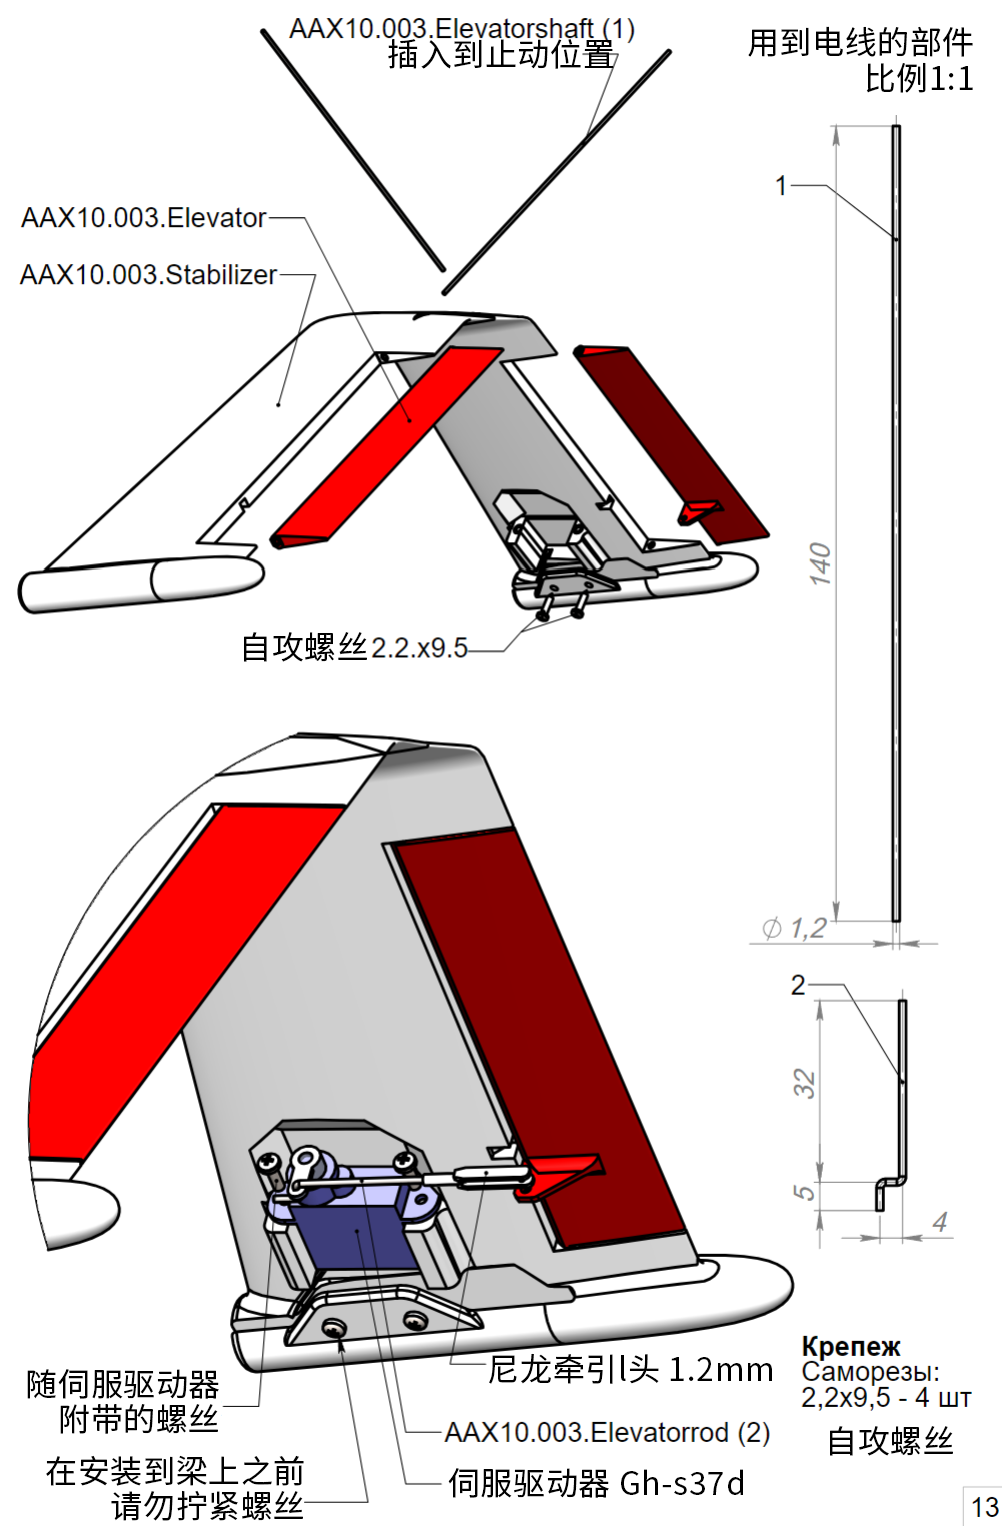 AAX10.003.Elevatorshaft (1)
插入到止动位置
用到电线的部件
比例1:1
1
AAX10.003.Elevator
AAX10.003.Stabilizer
140
自攻螺丝2.2.x9.5
Ø 1,2
2
32
5
4
尼龙牵引l头 1.2mm
Крепеж
Саморезы:
2,2x9,5 - 4 шт
自攻螺丝
随伺服驱动器
附带的螺丝
AAX10.003.Elevatorrod (2)
在安装到梁上之前
请勿拧紧螺丝
伺服驱动器 Gh-s37d
13